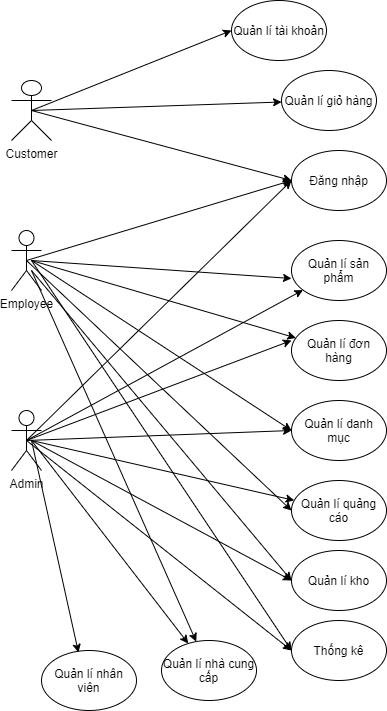 Quản lí tài khoản
Quản lí giỏ hàng
Customer
Đăng nhập
Employee
Quản lí sản
phẩm
Quản lí đơn
hàng
Admin
Quản lí danh
mục
Quản lí quảng
cáo
Quản lí kho
Thống kê
Quản lí nhà cung
cấp
Quản lí nhân
viên